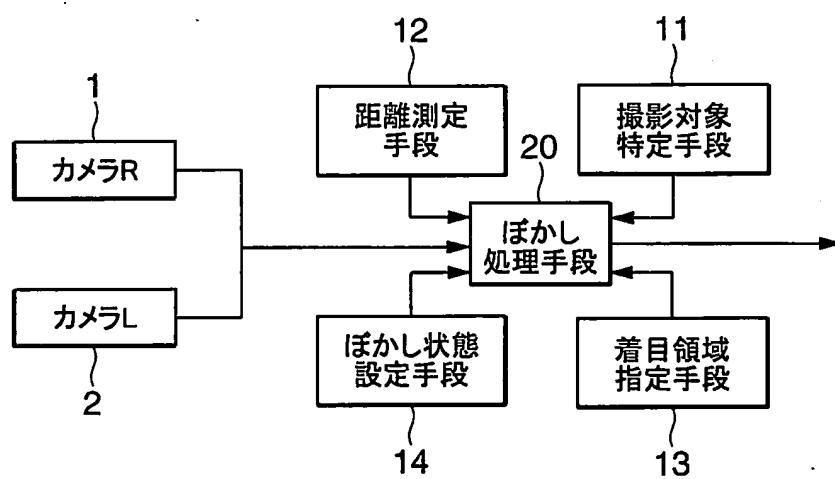 12
11
1
距離測定
手段
撮影対象
特定手段
カメラR
20
ぼかし
処理手段
カメラL
ぼかし状態
設定手段
着目領域
指定手段
2
14
13